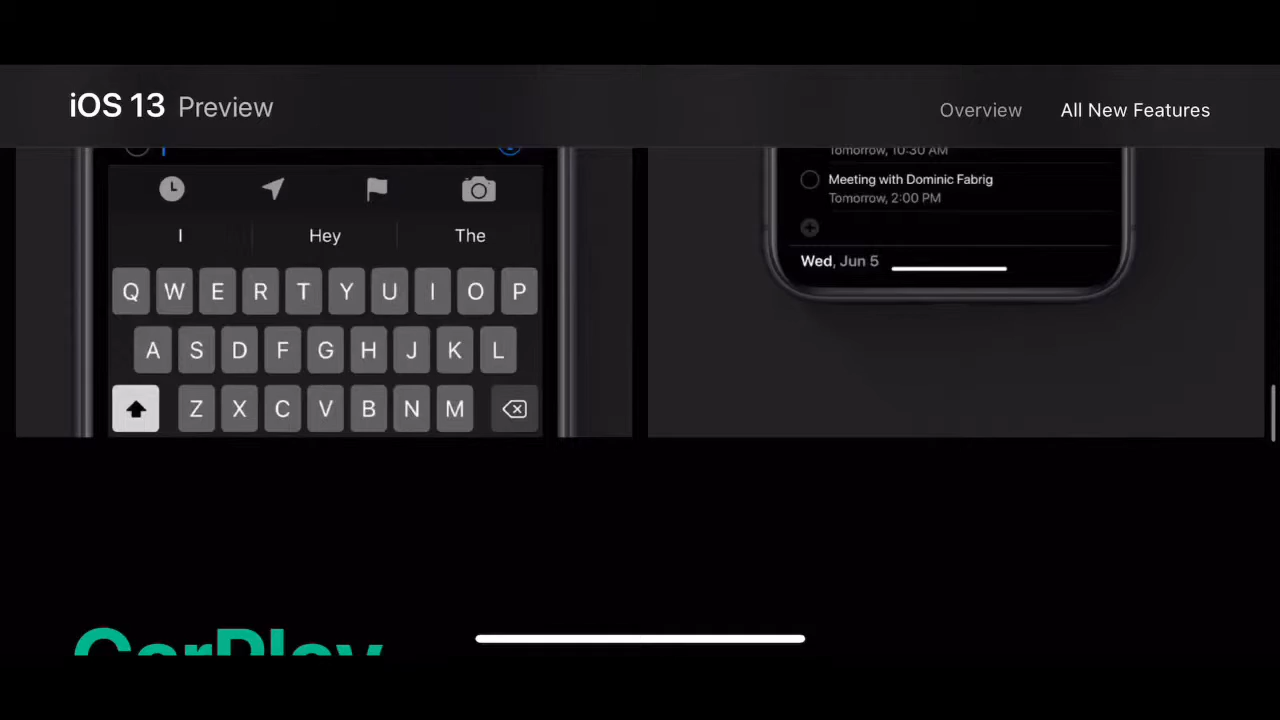 iOS 13 Preview
Overview
All New Features
I Hey The
Q W E R T Y U I O P
A S D F G H J K L
Z X C V B N M
Tomorrow, 10:30 AM
Meeting with Dominic Fabrig
Tomorrow, 2:00 PM
Wed, Jun 5
CarPlay